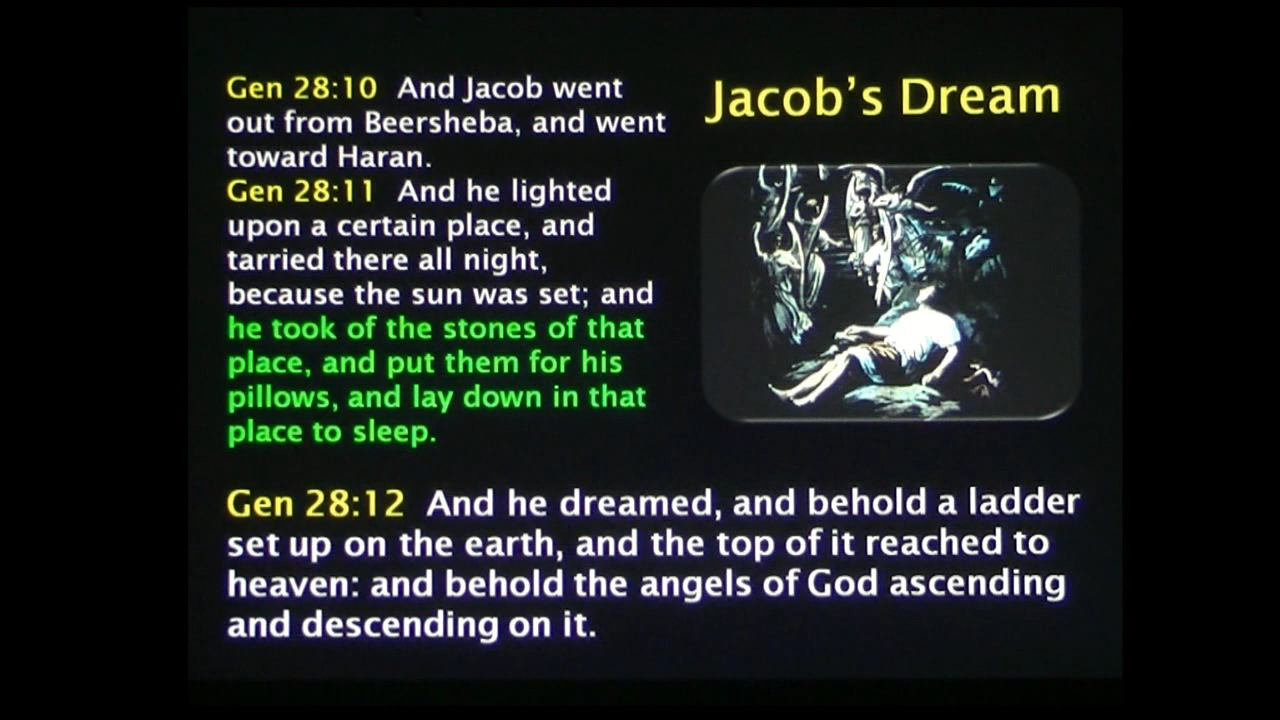 Jacob's Dream
Gen 28:10 And Jacob went
out from Beersheba, and went
toward Haran.
Gen 28:11 And he lighted
upon a certain place, and
tarried there all night,
because the sun was set; and
he took of the stones of that
place, and put them for his
pillows, and lay down in that
place to sleep.
Gen 28:12 And he dreamed, and behold a ladder
set up on the earth, and the top of it reached to
heaven: and behold the angels of God ascending
and descending on it.